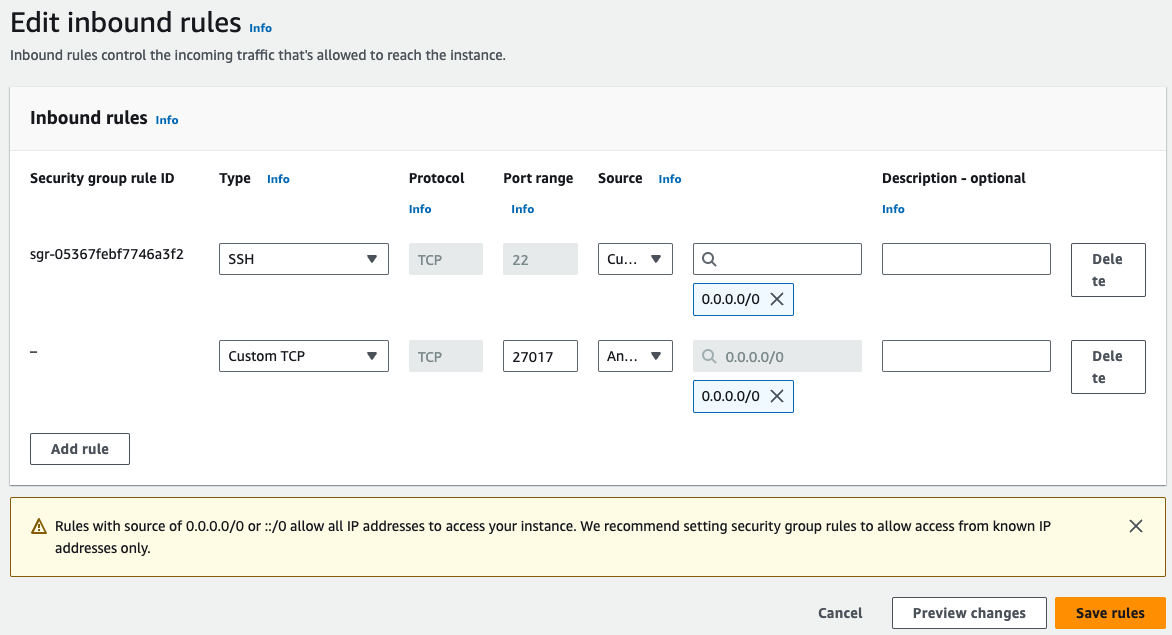 Edit inbound rules Info
Inbound rules control the incoming traffic that's allowed to reach the instance.
Inbound rules Info
Security group rule ID Type Info Protocol Port range Source Info Description - optional
Info Info Info
sgr-05367febf7746a3f2 SSH TCP 22 Cu... Dele
te
0.0.0.0/0
– Custom TCP TCP 27017 An... 0.0.0.0/0 Dele
te
0.0.0.0/0
Add rule
Rules with source of 0.0.0.0/0 or ::/0 allow all IP addresses to access your instance. We recommend setting security group rules to allow access from known IP
addresses only.
Cancel Preview changes Save rules